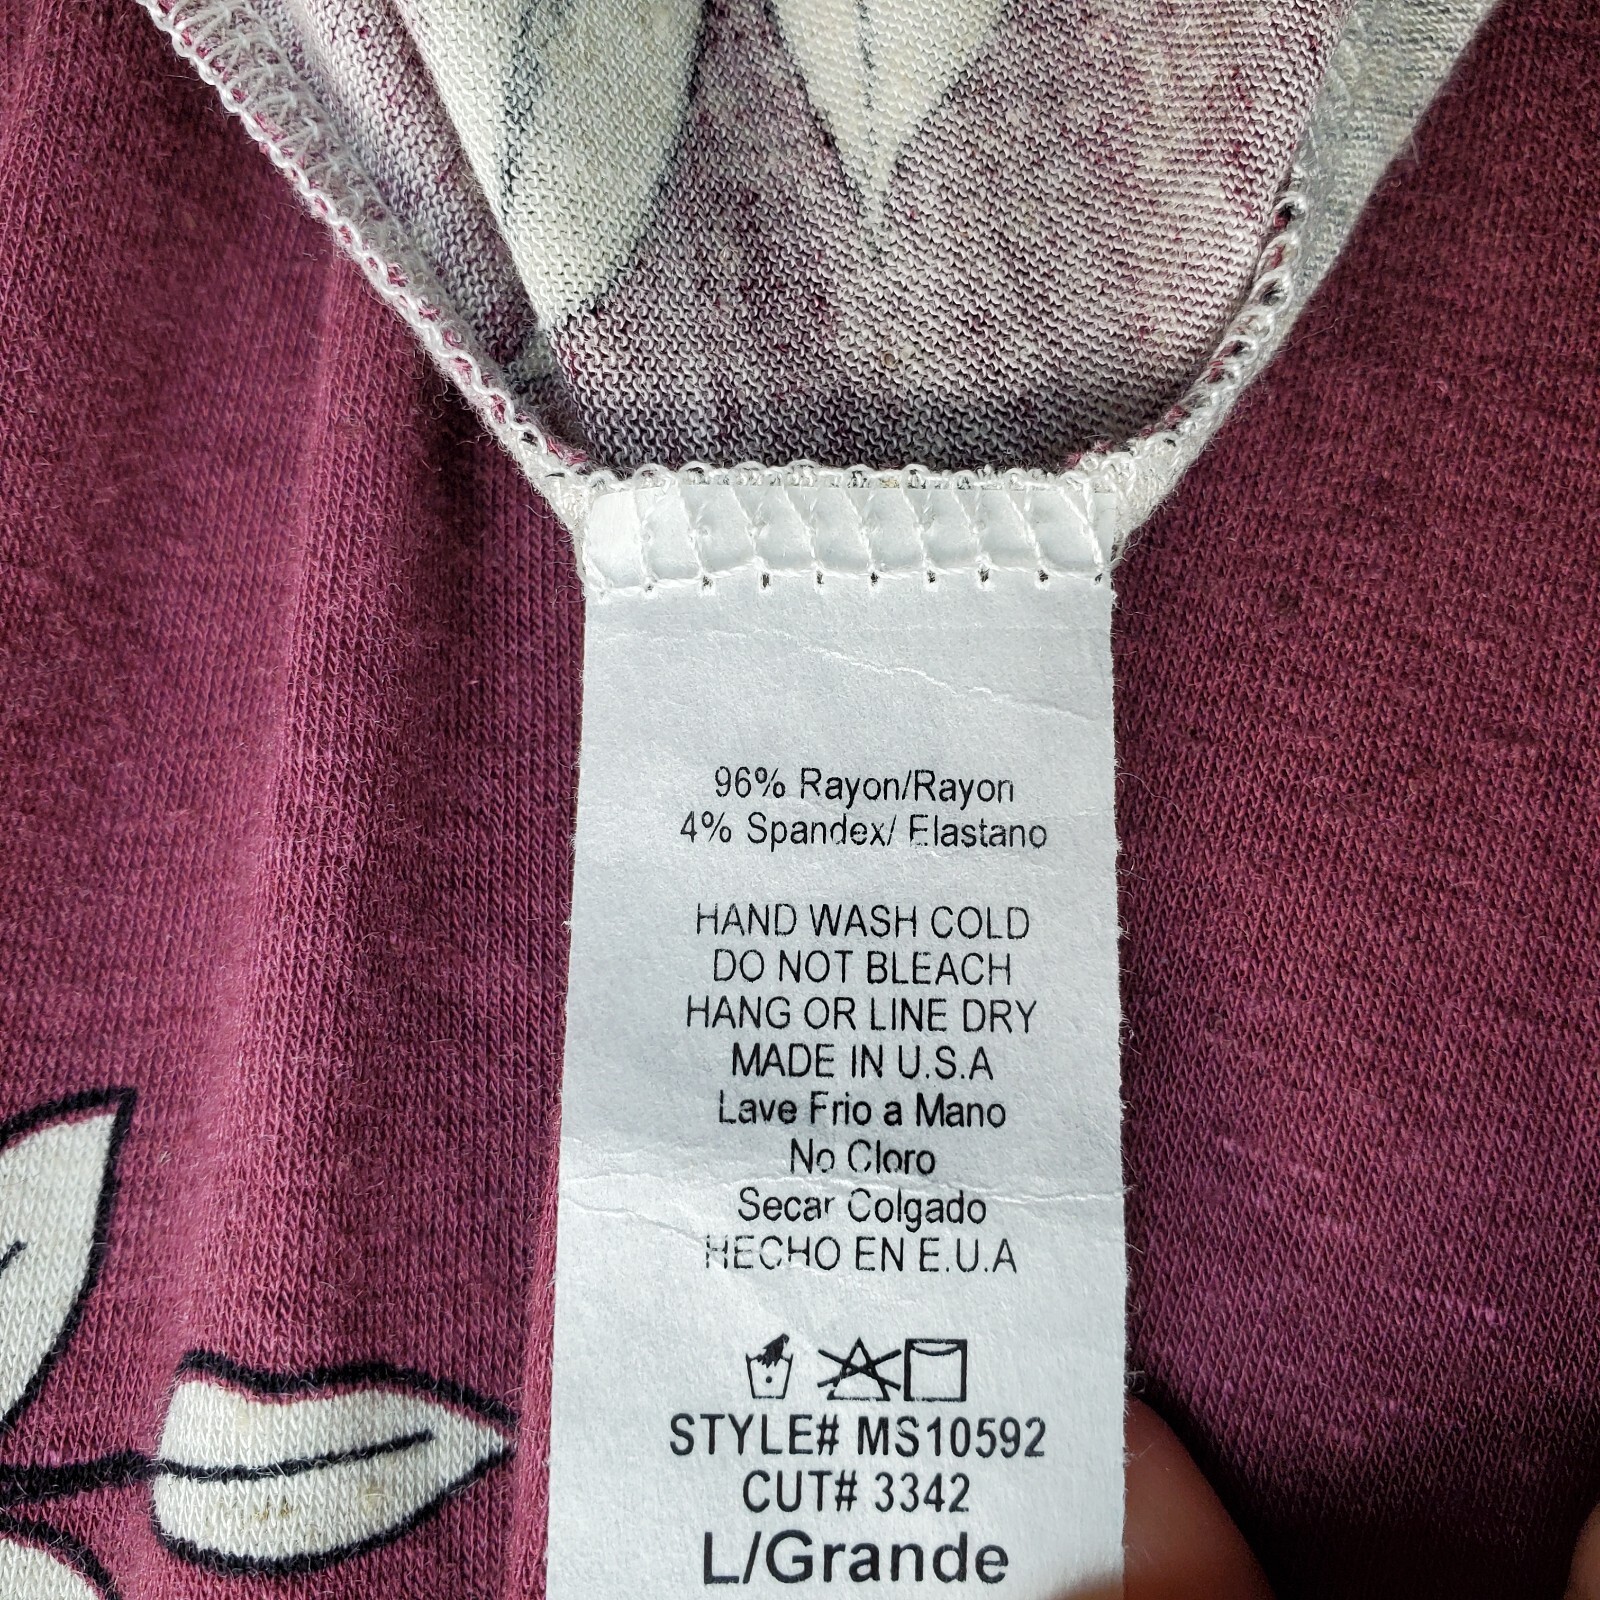 96% Rayon/Rayon
4% Spandex/ Elastano
HAND WASH COLD
DO NOT BLEACH
HANG OR LINE DRY
MADE IN U.S.A
Lave Frio a Mano
No Cloro
Secar Colgado
HECHO EN E.U.A
STYLE# MS10592
CUT# 3342
L/Grande